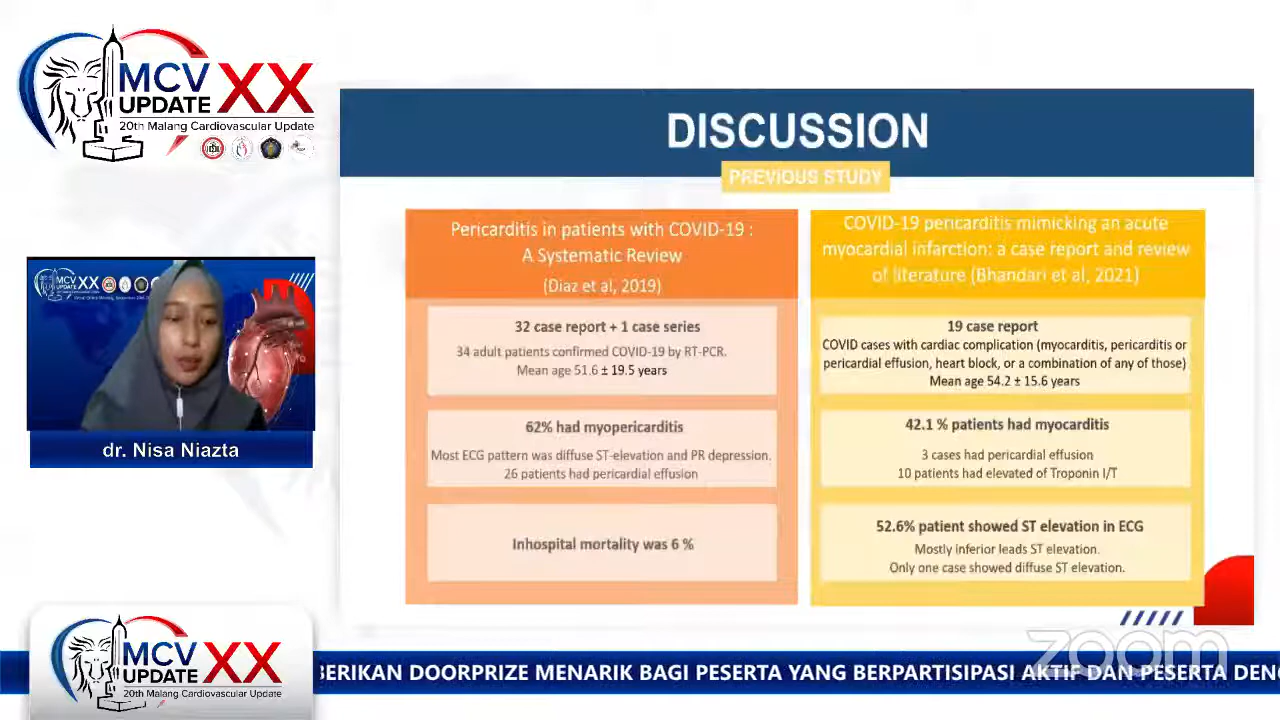 MCV
UPDATE
XX
20th Malang Cardiovascular Update
DISCUSSION
PREVIOUS STUDY
Pericarditis in patients with COVID-19 :
A Systematic Review
(Diaz et al, 2019)
32 case report + 1 case series
34 adult patients confirmed COVID-19 by RT-PCR.
Mean age 51.6 ± 19.5 years
62% had myopericarditis
Most ECG pattern was diffuse ST-elevation and PR depression.
26 patients had pericardial effusion
Inhospital mortality was 6 %
COVID-19 pericarditis mimicking an acute
myocardial infarction: a case report and review
of literature (Bhandari et al, 2021)
19 case report
COVID cases with cardiac complication (myocarditis, pericarditis or
pericardial effusion, heart block, or a combination of any of those)
Mean age 54.2 ± 15.6 years
42.1 % patients had myocarditis
3 cases had pericardial effusion
10 patients had elevated of Troponin I/T
52.6% patient showed ST elevation in ECG
Mostly inferior leads ST elevation.
Only one case showed diffuse ST elevation.
MCV
UPDATE
XX
dr. Nisa Niazta
zoom
MCV
UPDATE
XX
20th Malang Cardiovascular Update
BERIKAN DOORPRIZE MENARIK BAGI PESERTA YANG BERPARTISIPASI AKTIF DAN PESERTA DENG